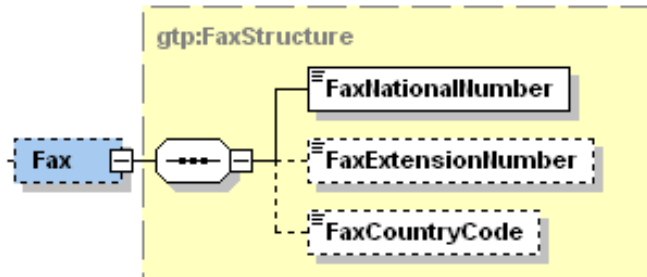 gtp:FaxStructure
FaxNationalNumber
Fax
FaxExtensionNumber
FaxCountryCode